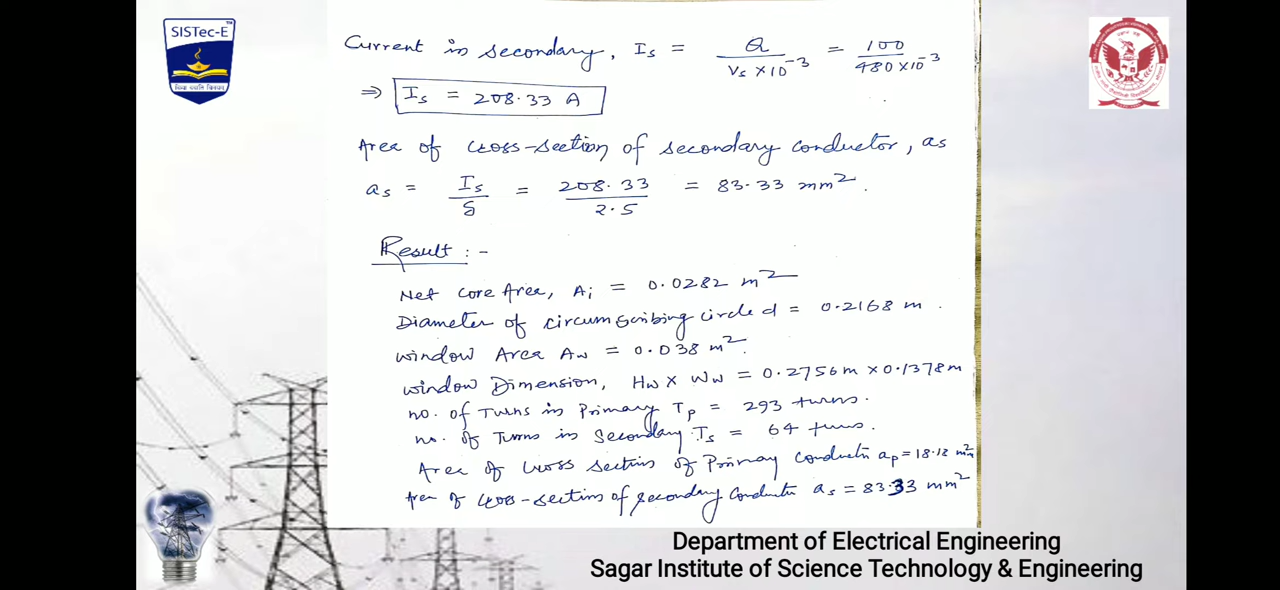 SISTec-E™
Current in secondary, Is = Q / Vs × 10⁻³ = 100 / 480 × 10⁻³
⇒ Is = 208.33 A
Area of cross-section of secondary conductor, as
as = Is / δ = 208.33 / 2.5 = 83.33 mm².
Result :-
Net Core Area, Ai = 0.0282 m²
Diameter of circumscribing circle d = 0.2168 m.
Window Area Aw = 0.038 m².
Window Dimension, Hw × Ww = 0.2756m × 0.1378m
no. of Turns in Primary Tp = 293 turns.
no. of Turns in Secondary Ts = 64 turns.
Area of cross section of Primary conductor ap = 18.12 mm²
Area of cross-section of secondary conductor as = 83.33 mm²
Department of Electrical Engineering
Sagar Institute of Science Technology & Engineering